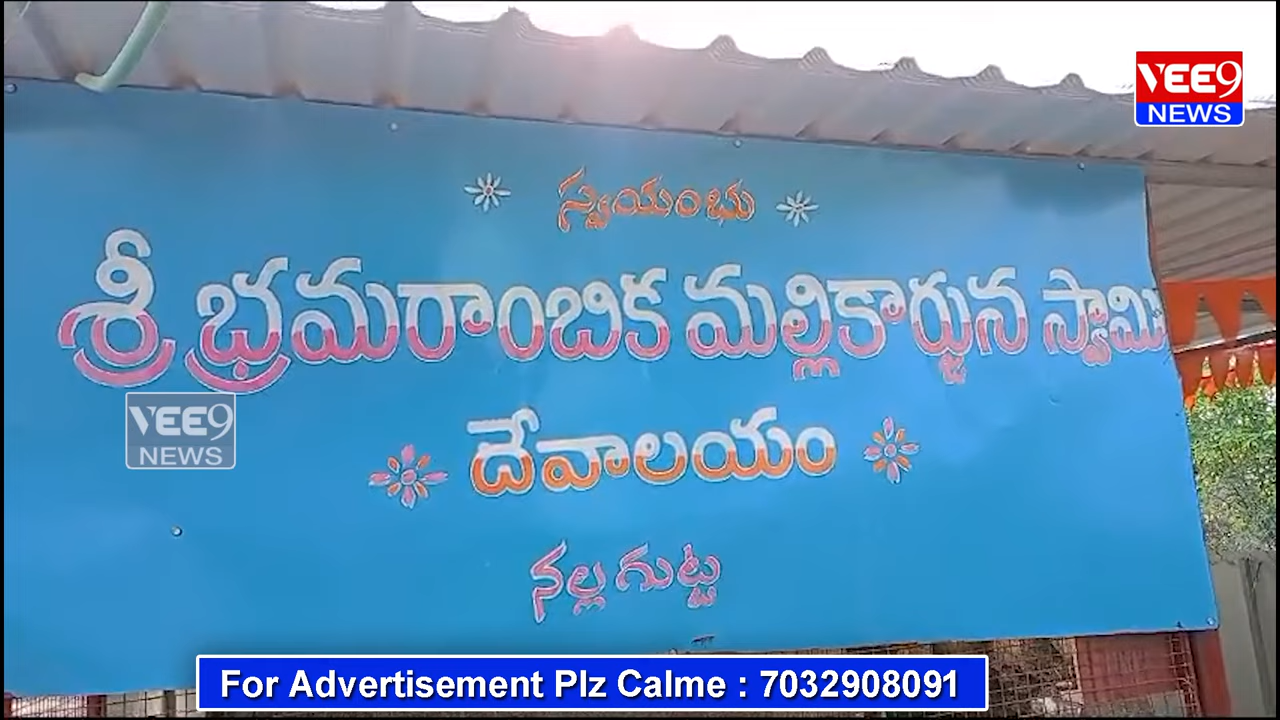 VEE9
NEWS
స్వయంభు
శ్రీ భ్రమరాంబిక మల్లికార్జున స్వామి
VEE9
NEWS
దేవాలయం
నల్లగుట్ట
For Advertisement Plz Calme : 7032908091